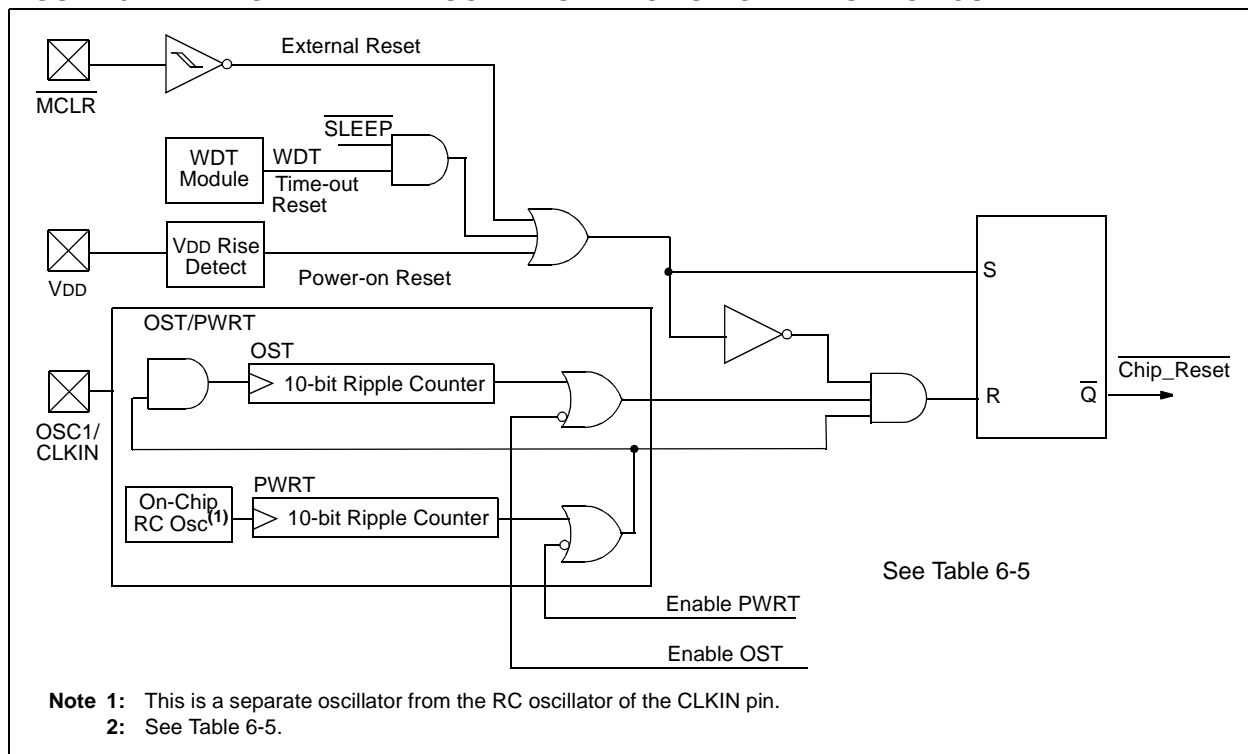 External Reset
MCLR
SLEEP
WDT
Module
WDT
Time-out
Reset
VDD Rise
Detect
Power-on Reset
VDD
S
OST/PWRT
OST
10-bit Ripple Counter
Chip_Reset
R
Q
OSC1/
CLKIN
PWRT
On-Chip
RC Osc(1)
10-bit Ripple Counter
See Table 6-5
Enable PWRT
Enable OST
Note 1: This is a separate oscillator from the RC oscillator of the CLKIN pin.
2: See Table 6-5.